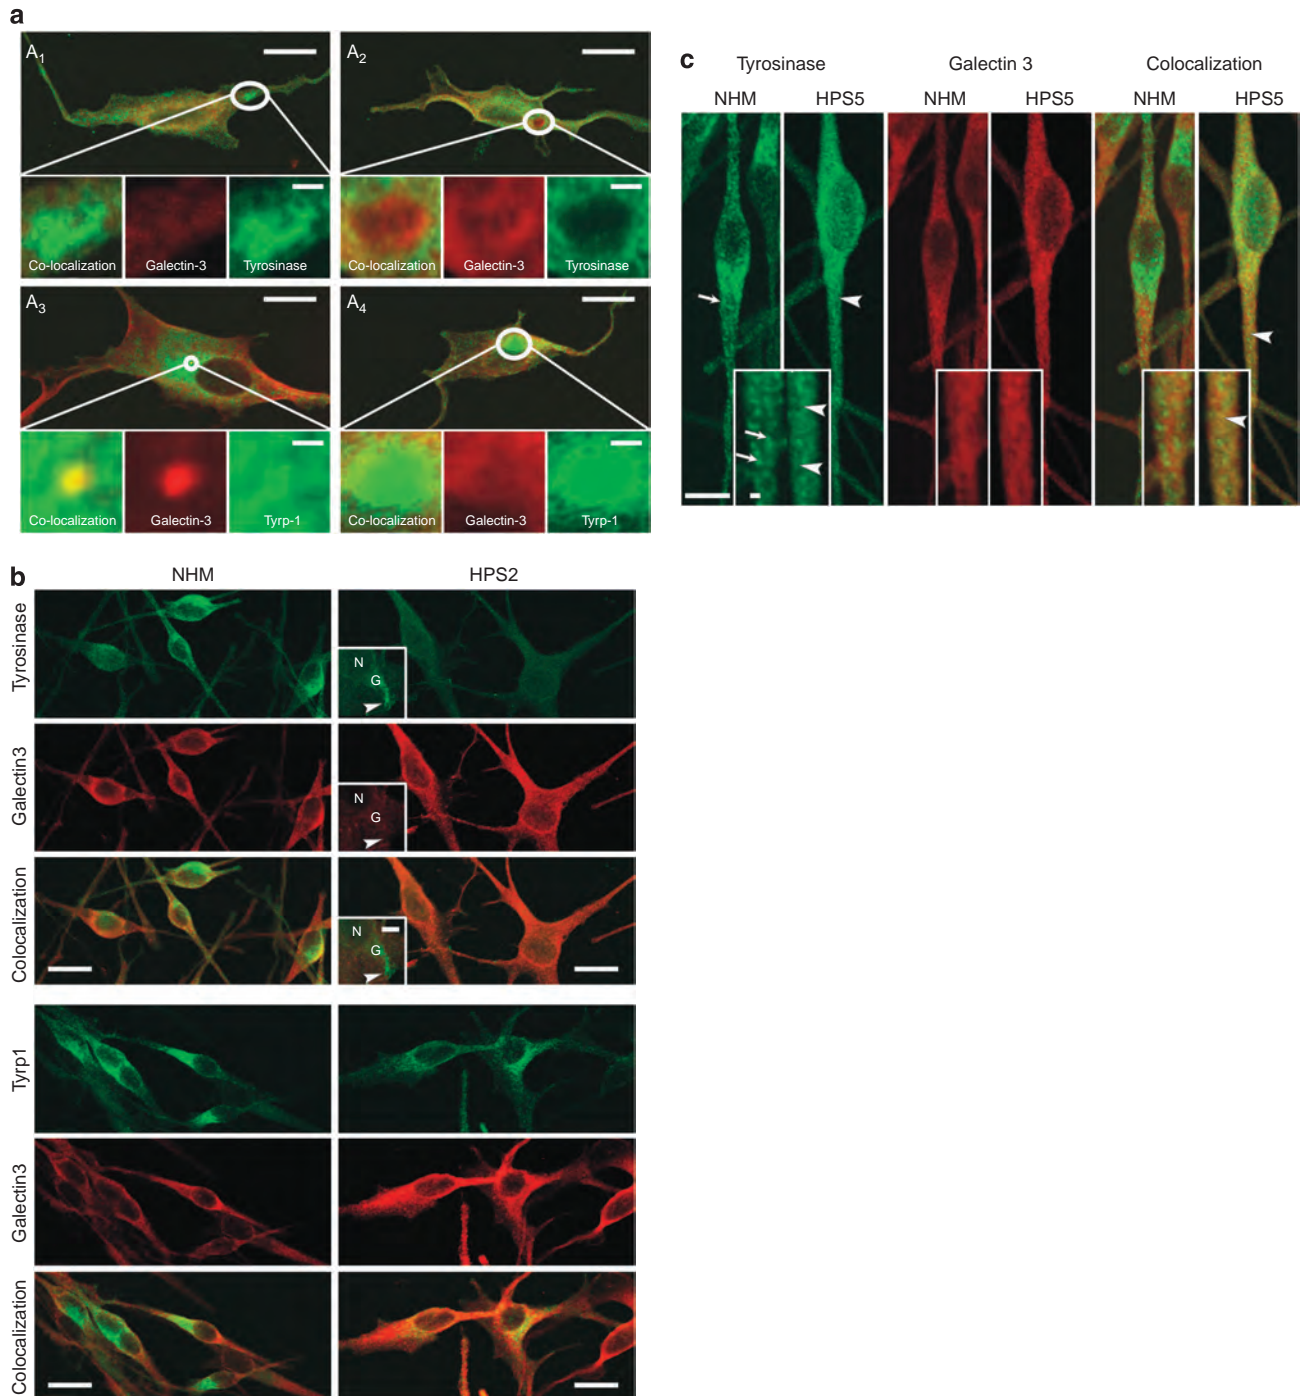 a
A1
A2
Co-localization Galectin-3 Tyrosinase
Co-localization Galectin-3 Tyrosinase
A3
A4
Co-localization Galectin-3 Tyrp-1
Co-localization Galectin-3 Tyrp-1
b
NHM HPS2
Tyrosinase
N
G
Galectin3
N
G
Colocalization
N
G
Tyrp1
Galectin3
Colocalization
c
Tyrosinase Galectin 3 Colocalization
NHM HPS5 NHM HPS5 NHM HPS5